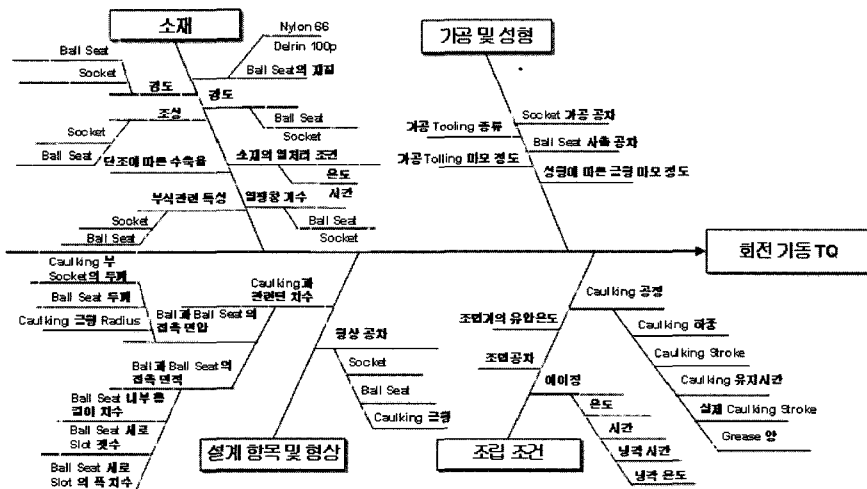 소재
가공 및 성형
Nylon 66
Delrin 100p
Ball Seat
Socket
Ball Seat의 재질
경도
강도
조성
Ball Seat
Socket
Socket
Ball Seat
단조에 따른 수축율
소재의 열처리 조건
온도
시간
부식관련 특성
열팽창 계수
Socket
Ball Seat
Ball Seat
Socket
Socket 가공 공차
가공 Tooling 종류
Ball Seat 사출 공차
가공 Tolling 마모 정도
성형에 따른 금형 마모 정도
회전 기동 TQ
Caulking 부
Socket의 두께
Ball Seat 두께
Caulking 금형 Radius
Caulking과
관련된 치수
Ball과 Ball Seat의
접촉 면압
Ball과 Ball Seat의
접촉 면적
Ball Seat 내부 홈
깊이 치수
Ball Seat 세로
Slot 갯수
Ball Seat 세로
Slot 의 폭 치수
형상 공차
Socket
Ball Seat
Caulking 금형
설계 항목 및 형상
조립 조건
조립공차
에이징
온도
시간
냉각 시간
냉각 온도
Caulking 공정
Caulking 하중
Caulking Stroke
Caulking 유지시간
실제 Caulking Stroke
Grease 양